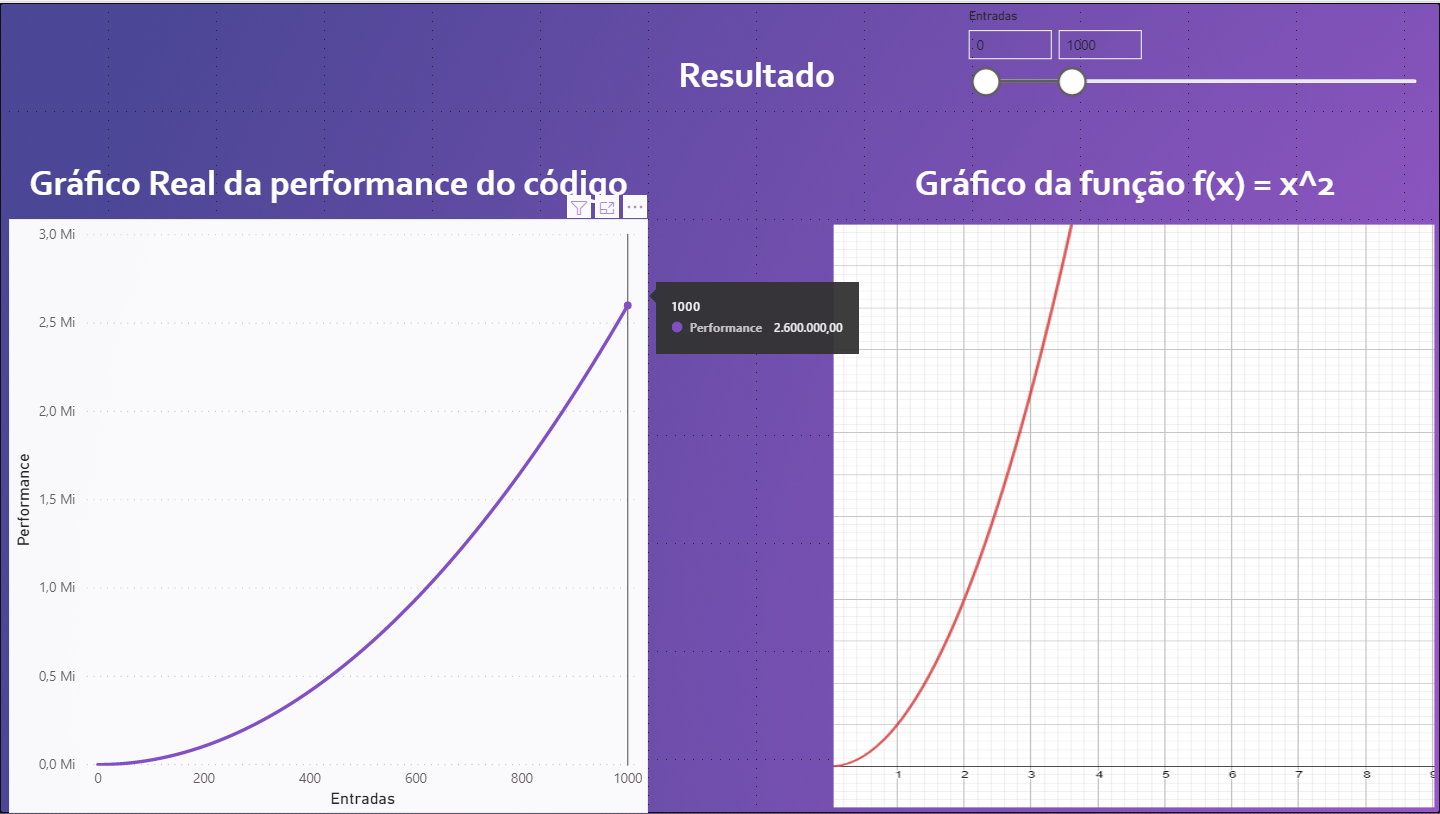 Entradas
0 1000
Resultado
Gráfico Real da performance do código
Gráfico da função f(x) = x^2
3,0 Mi
2,5 Mi
2,0 Mi
1,5 Mi
1,0 Mi
0,5 Mi
0,0 Mi
Performance
0 200 400 600 800 1000
Entradas
1000
Performance 2.600.000,00
1 2 3 4 5 6 7 8 9